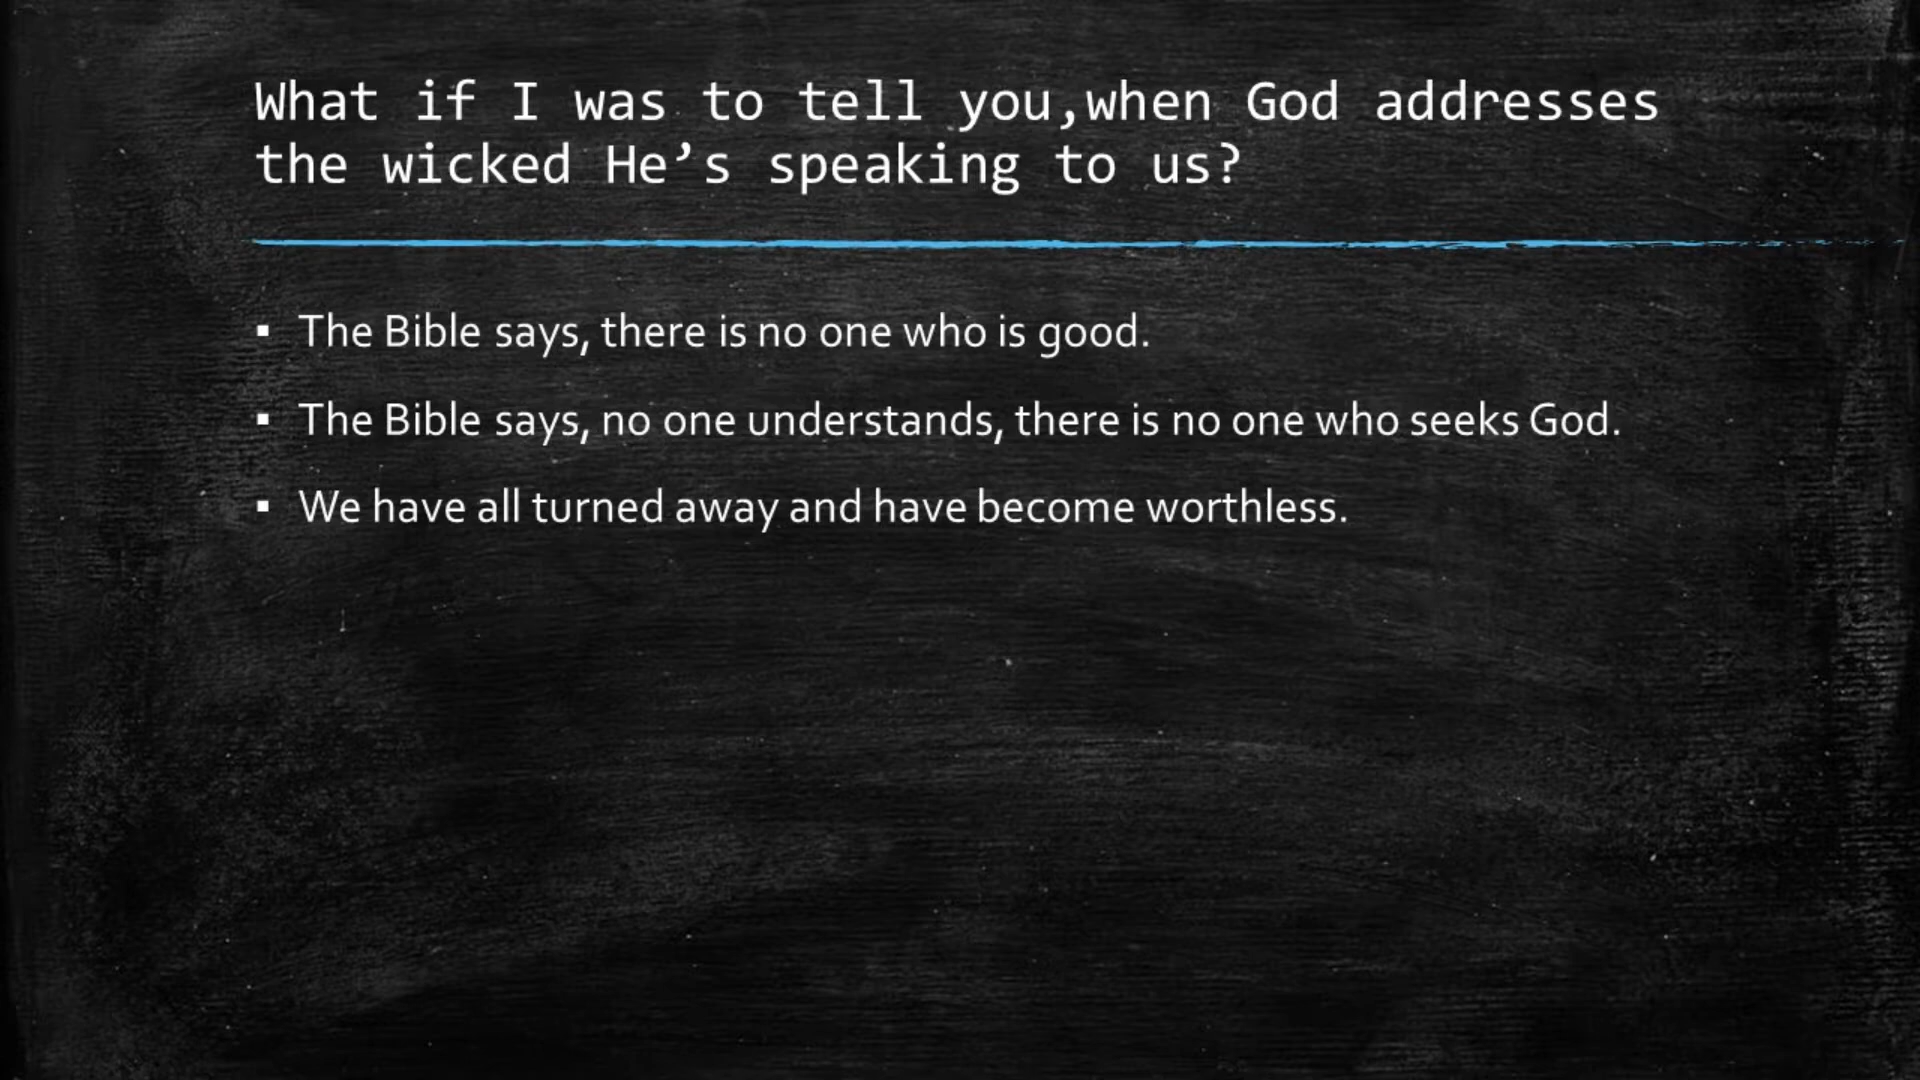 What if I was to tell you,when God addresses
the wicked He’s speaking to us?
▪ The Bible says, there is no one who is good.
▪ The Bible says, no one understands, there is no one who seeks God.
▪ We have all turned away and have become worthless.